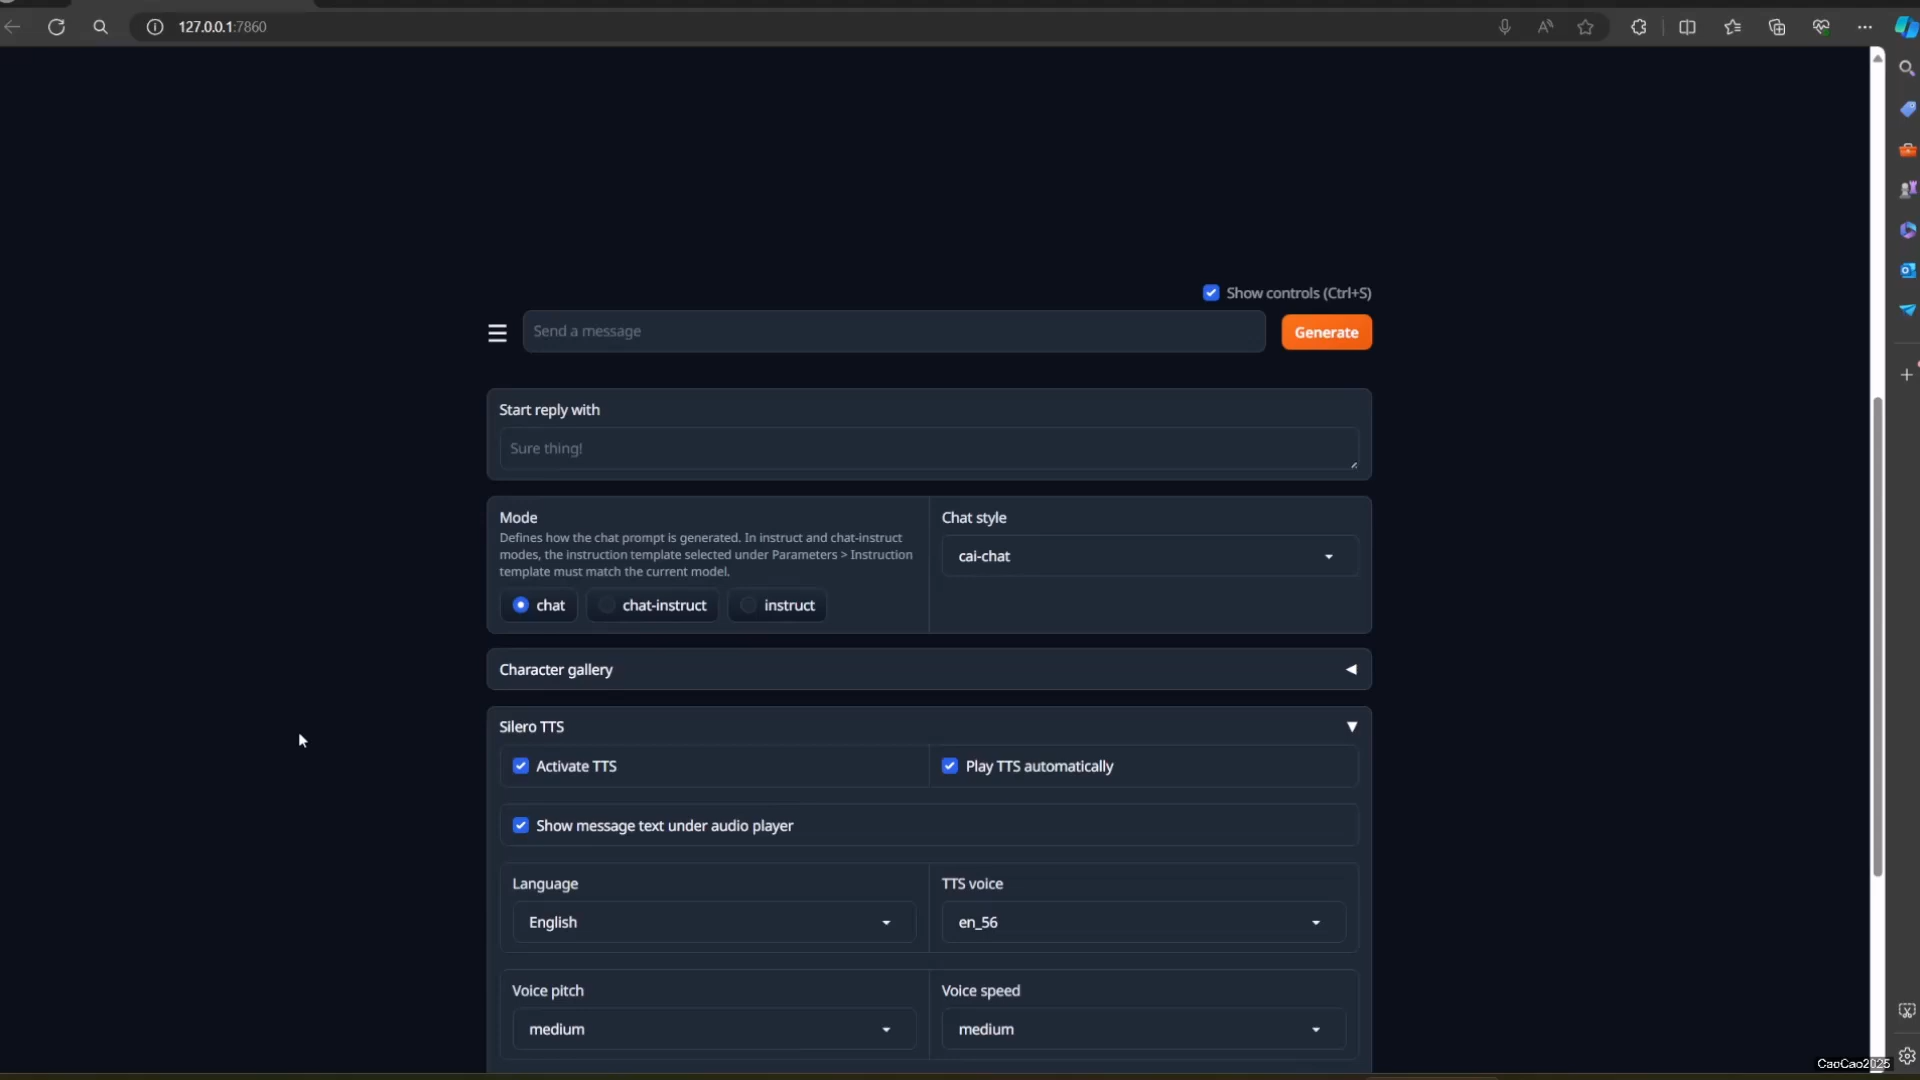 127.0.0.1:7860
Show controls (Ctrl+S)
Send a message
Generate
Start reply with
Sure thing!
Mode
Defines how the chat prompt is generated. In instruct and chat-instruct
modes, the instruction template selected under Parameters > Instruction
template must match the current model.
chat
chat-instruct
instruct
Chat style
cai-chat
Character gallery
Silero TTS
Activate TTS
Play TTS automatically
Show message text under audio player
Language
English
TTS voice
en_56
Voice pitch
medium
Voice speed
medium
CaoCao2025